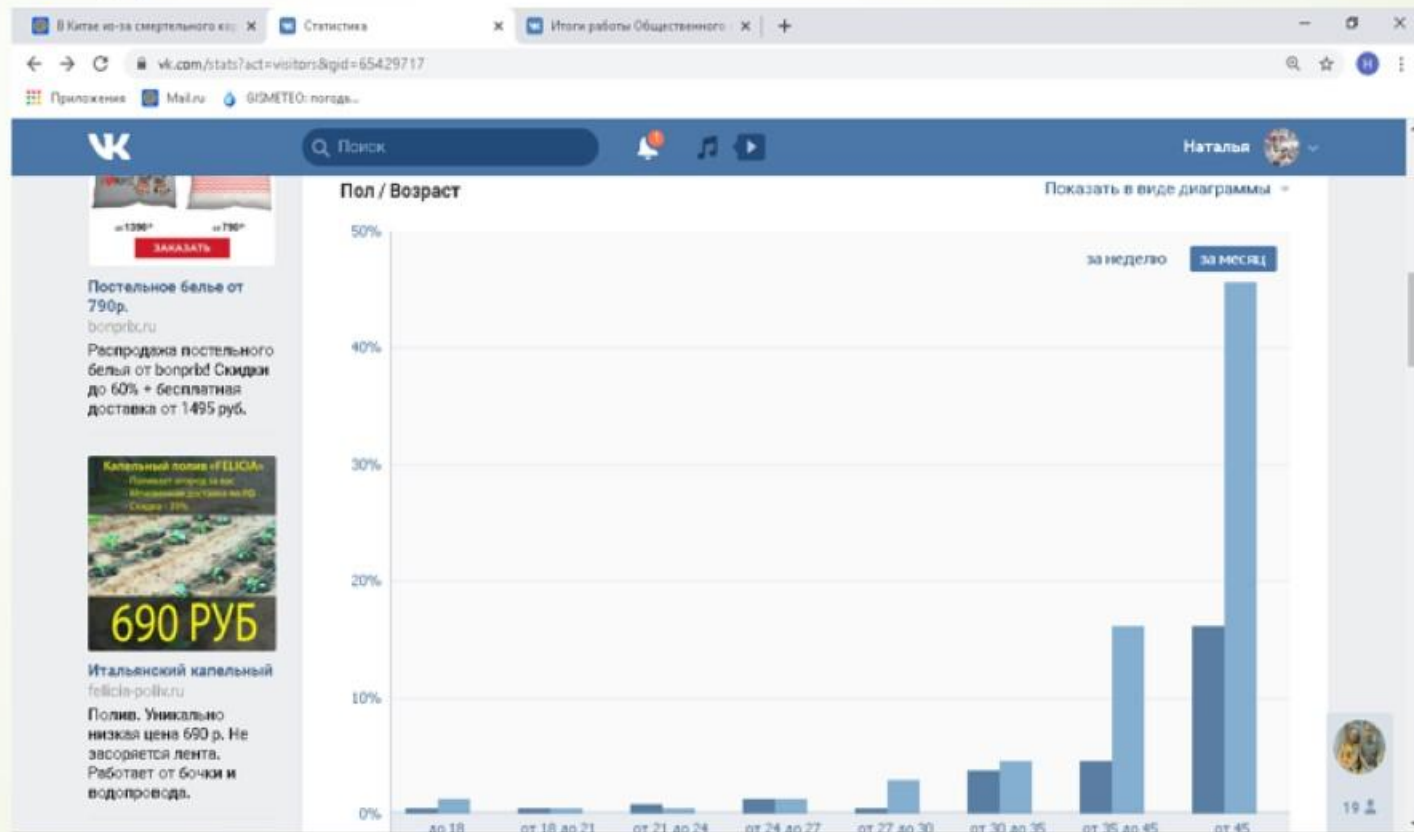 В Китае из-за смертельного
Статистика
Итоги работы Общественного
vk.com/stats?act=visitors&gid=65429717
Приложения
Mail.ru
GISMETEO: погода...
Поиск
Наталья
от 1390
от 790
ЗАКАЗАТЬ
Постельное белье от
790р.
bonprix.ru
Распродажа постельного
белья от bonprix! Скидки
до 60% + бесплатная
доставка от 1495 руб.
Капельный полив «FELICIA»
690 РУБ
Итальянский капельный
felicia-poliv.ru
Полив. Уникально
низкая цена 690 р. Не
засоряется лента.
Работает от бочки и
водопровода.
Пол / Возраст
Показать в виде диаграммы
за неделю
за месяц
50%
40%
30%
20%
10%
0%
до 18
от 18 до 21
от 21 до 24
от 24 до 27
от 27 до 30
от 30 до 35
от 35 до 45
от 45
19